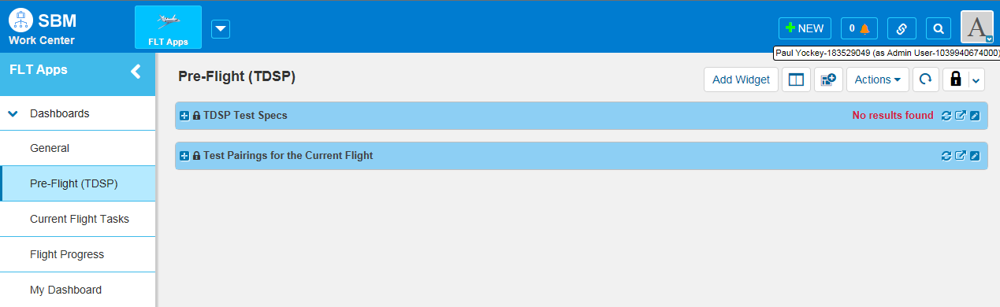 SBM
Work Center
FLT Apps
NEW
0
A
Paul Yockey-183529049 (as Admin User-1039940674000)
FLT Apps
Pre-Flight (TDSP)
Add Widget
Actions
Dashboards
General
Pre-Flight (TDSP)
Current Flight Tasks
Flight Progress
My Dashboard
TDSP Test Specs
No results found
Test Pairings for the Current Flight